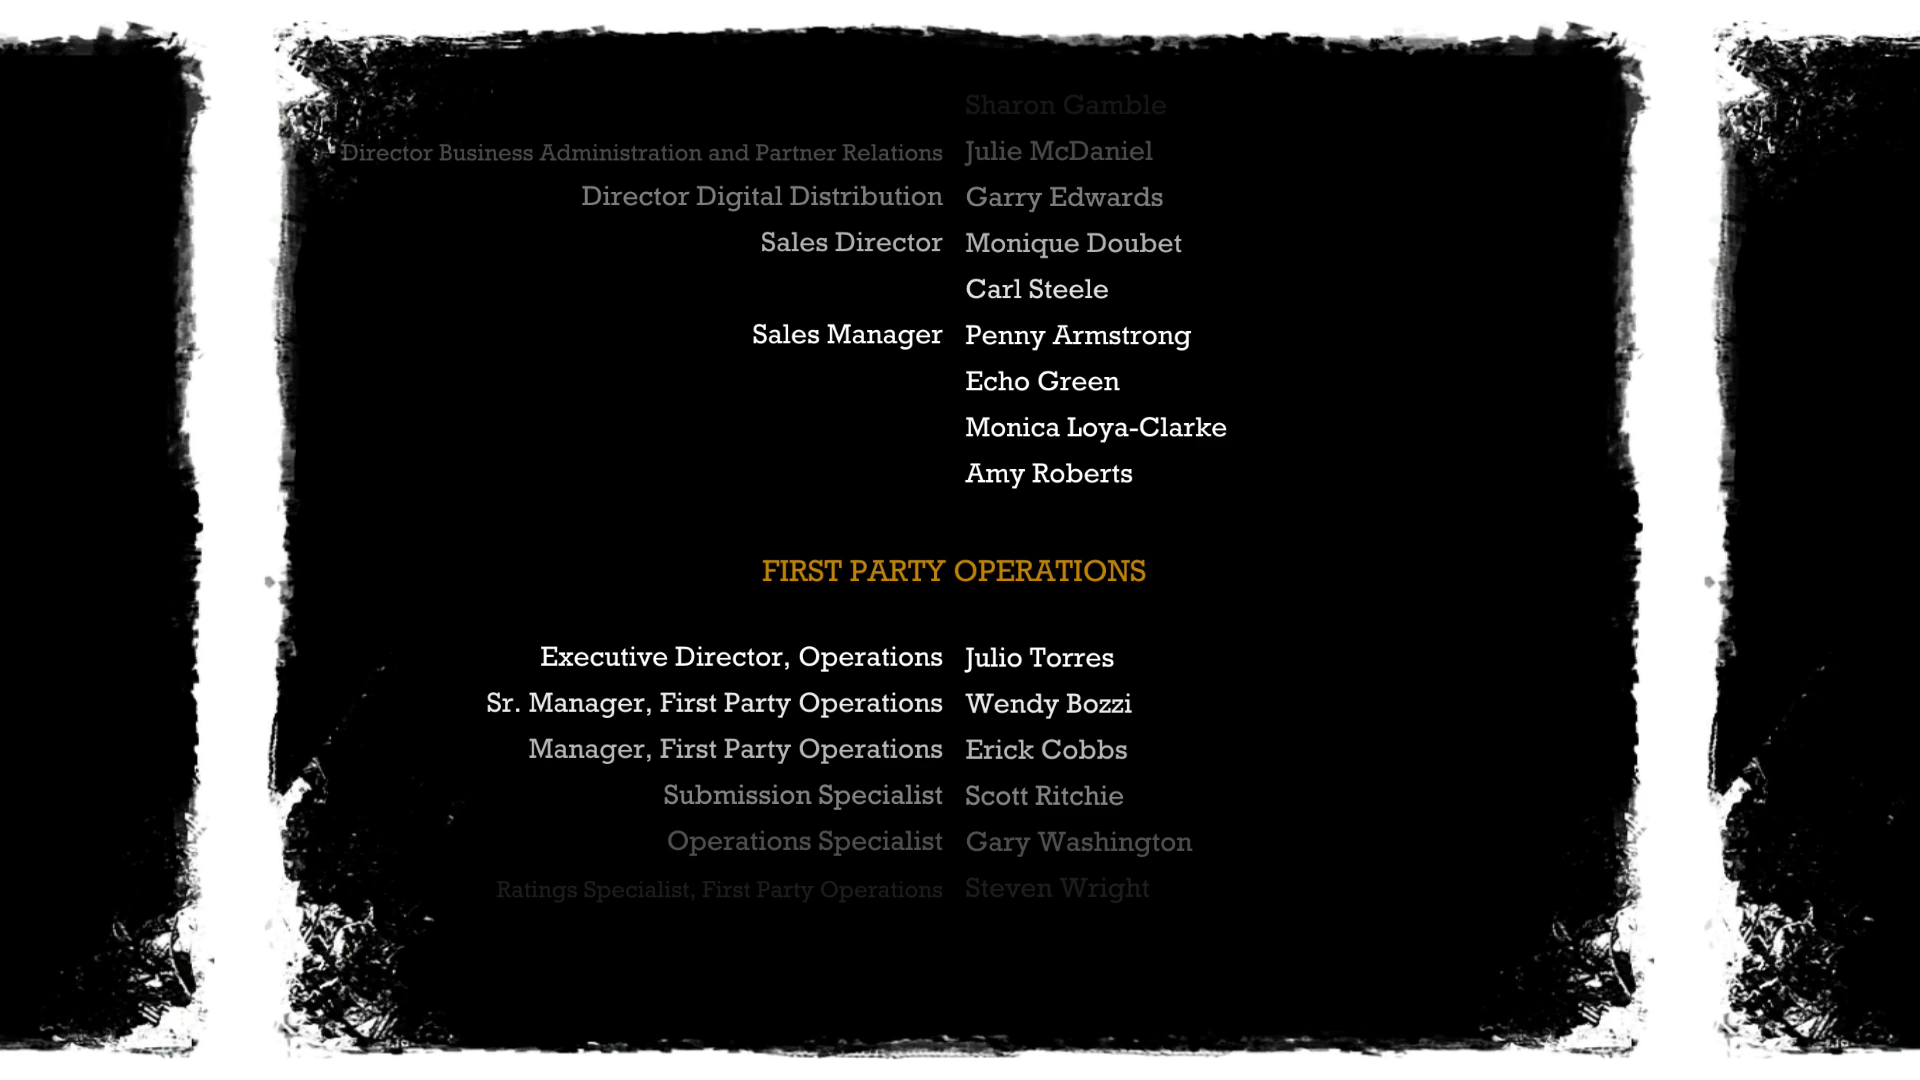 Sharon Gamble
Director Business Administration and Partner Relations Julie McDaniel
Director Digital Distribution Garry Edwards
Sales Director Monique Doubet
Carl Steele
Sales Manager Penny Armstrong
Echo Green
Monica Loya-Clarke
Amy Roberts
FIRST PARTY OPERATIONS
Executive Director, Operations Julio Torres
Sr. Manager, First Party Operations Wendy Bozzi
Manager, First Party Operations Erick Cobbs
Submission Specialist Scott Ritchie
Operations Specialist Gary Washington
Ratings Specialist, First Party Operations Steven Wright